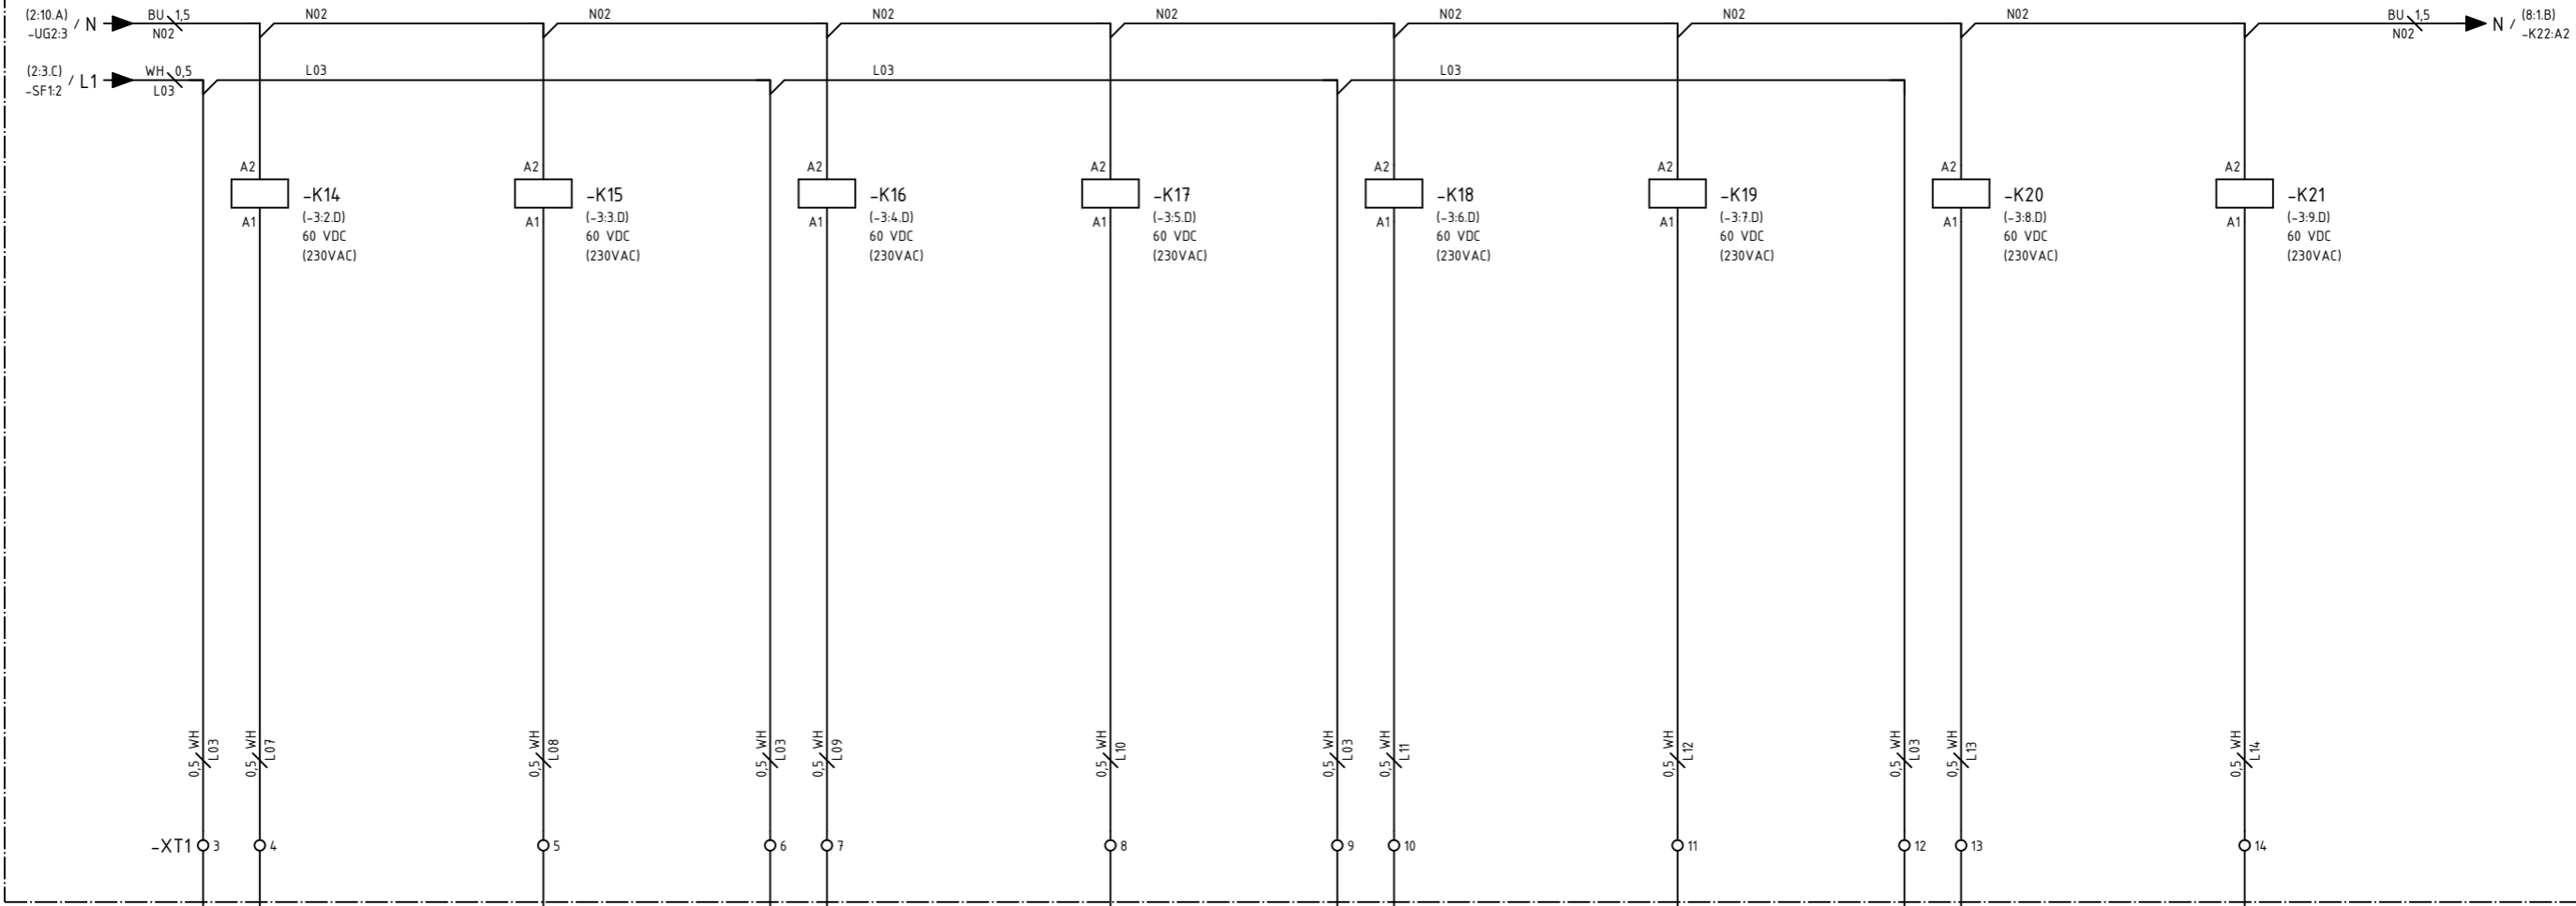 (2:10.A) / N BU 1,5 N02 N02 N02 N02 N02 N02 N02 BU 1,5 N / (8:1.B)
-UG2:3 N02 N02 -K22:A2
(2:3.C) / L1 WH 0,5 L03 L03 L03
-SF1:2 L03
A2 A2 A2 A2 A2 A2 A2 A2
-K14 -K15 -K16 -K17 -K18 -K19 -K20 -K21
(-3:2.D) (-3:3.D) (-3:4.D) (-3:5.D) (-3:6.D) (-3:7.D) (-3:8.D) (-3:9.D)
A1 A1 A1 A1 A1 A1 A1 A1
60 VDC 60 VDC 60 VDC 60 VDC 60 VDC 60 VDC 60 VDC 60 VDC
(230VAC) (230VAC) (230VAC) (230VAC) (230VAC) (230VAC) (230VAC) (230VAC)
0,5 WH 0,5 WH 0,5 WH 0,5 WH 0,5 WH 0,5 WH 0,5 WH 0,5 WH 0,5 WH 0,5 WH 0,5 WH 0,5 WH
L03 L07 L08 L03 L09 L10 L03 L11 L12 L03 L13 L14
-XT1 3 4 5 6 7 8 9 10 11 12 13 14